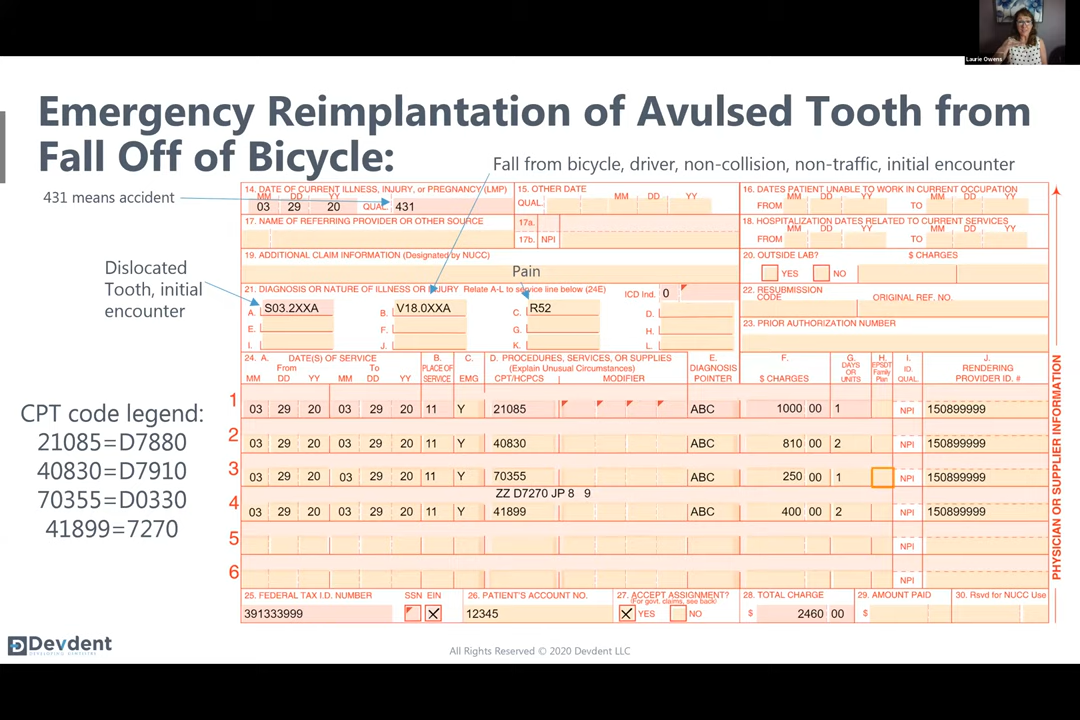 Laurie Owens
Emergency Reimplantation of Avulsed Tooth from
Fall Off of Bicycle:
Fall from bicycle, driver, non-collision, non-traffic, initial encounter
431 means accident
14. DATE OF CURRENT ILLNESS, INJURY, or PREGNANCY (LMP)
MM DD YY
03 29 20 QUAL. 431
15. OTHER DATE
QUAL. MM DD YY
16. DATES PATIENT UNABLE TO WORK IN CURRENT OCCUPATION
MM DD YY MM DD YY
FROM TO
17. NAME OF REFERRING PROVIDER OR OTHER SOURCE
17a.
17b. NPI
18. HOSPITALIZATION DATES RELATED TO CURRENT SERVICES
MM DD YY MM DD YY
FROM TO
19. ADDITIONAL CLAIM INFORMATION (Designated by NUCC)
20. OUTSIDE LAB? $ CHARGES
YES NO
Pain
Dislocated
Tooth, initial
encounter
21. DIAGNOSIS OR NATURE OF ILLNESS OR INJURY Relate A-L to service line below (24E)
ICD Ind. 0
A. S03.2XXA B. V18.0XXA C. R52 D.
E. F. G. H.
I. J. K. L.
22. RESUBMISSION
CODE ORIGINAL REF. NO.
23. PRIOR AUTHORIZATION NUMBER
24. A. DATE(S) OF SERVICE B. C. D. PROCEDURES, SERVICES, OR SUPPLIES E. F. G. H. I. J.
From To PLACE OF (Explain Unusual Circumstances) DIAGNOSIS DAYS OR UNITS EPSDT Family Plan ID. RENDERING
MM DD YY MM DD YY SERVICE EMG CPT/HCPCS MODIFIER POINTER $ CHARGES QUAL. PROVIDER ID. #
1 03 29 20 03 29 20 11 Y 21085 ABC 1000 00 1 NPI 150899999
2 03 29 20 03 29 20 11 Y 40830 ABC 810 00 2 NPI 150899999
3 03 29 20 03 29 20 11 Y 70355 ABC 250 00 1 NPI 150899999
ZZ D7270 JP 8 9
4 03 29 20 03 29 20 11 Y 41899 ABC 400 00 2 NPI 150899999
5 NPI
6 NPI
CPT code legend:
21085=D7880
40830=D7910
70355=D0330
41899=7270
25. FEDERAL TAX I.D. NUMBER SSN EIN
391333999 X
26. PATIENT'S ACCOUNT NO.
12345
27. ACCEPT ASSIGNMENT?
(For govt. claims, see back)
X YES NO
28. TOTAL CHARGE
$ 2460 00
29. AMOUNT PAID
$
30. Rsvd for NUCC Use
PHYSICIAN OR SUPPLIER INFORMATION
Devdent
All Rights Reserved © 2020 Devdent LLC